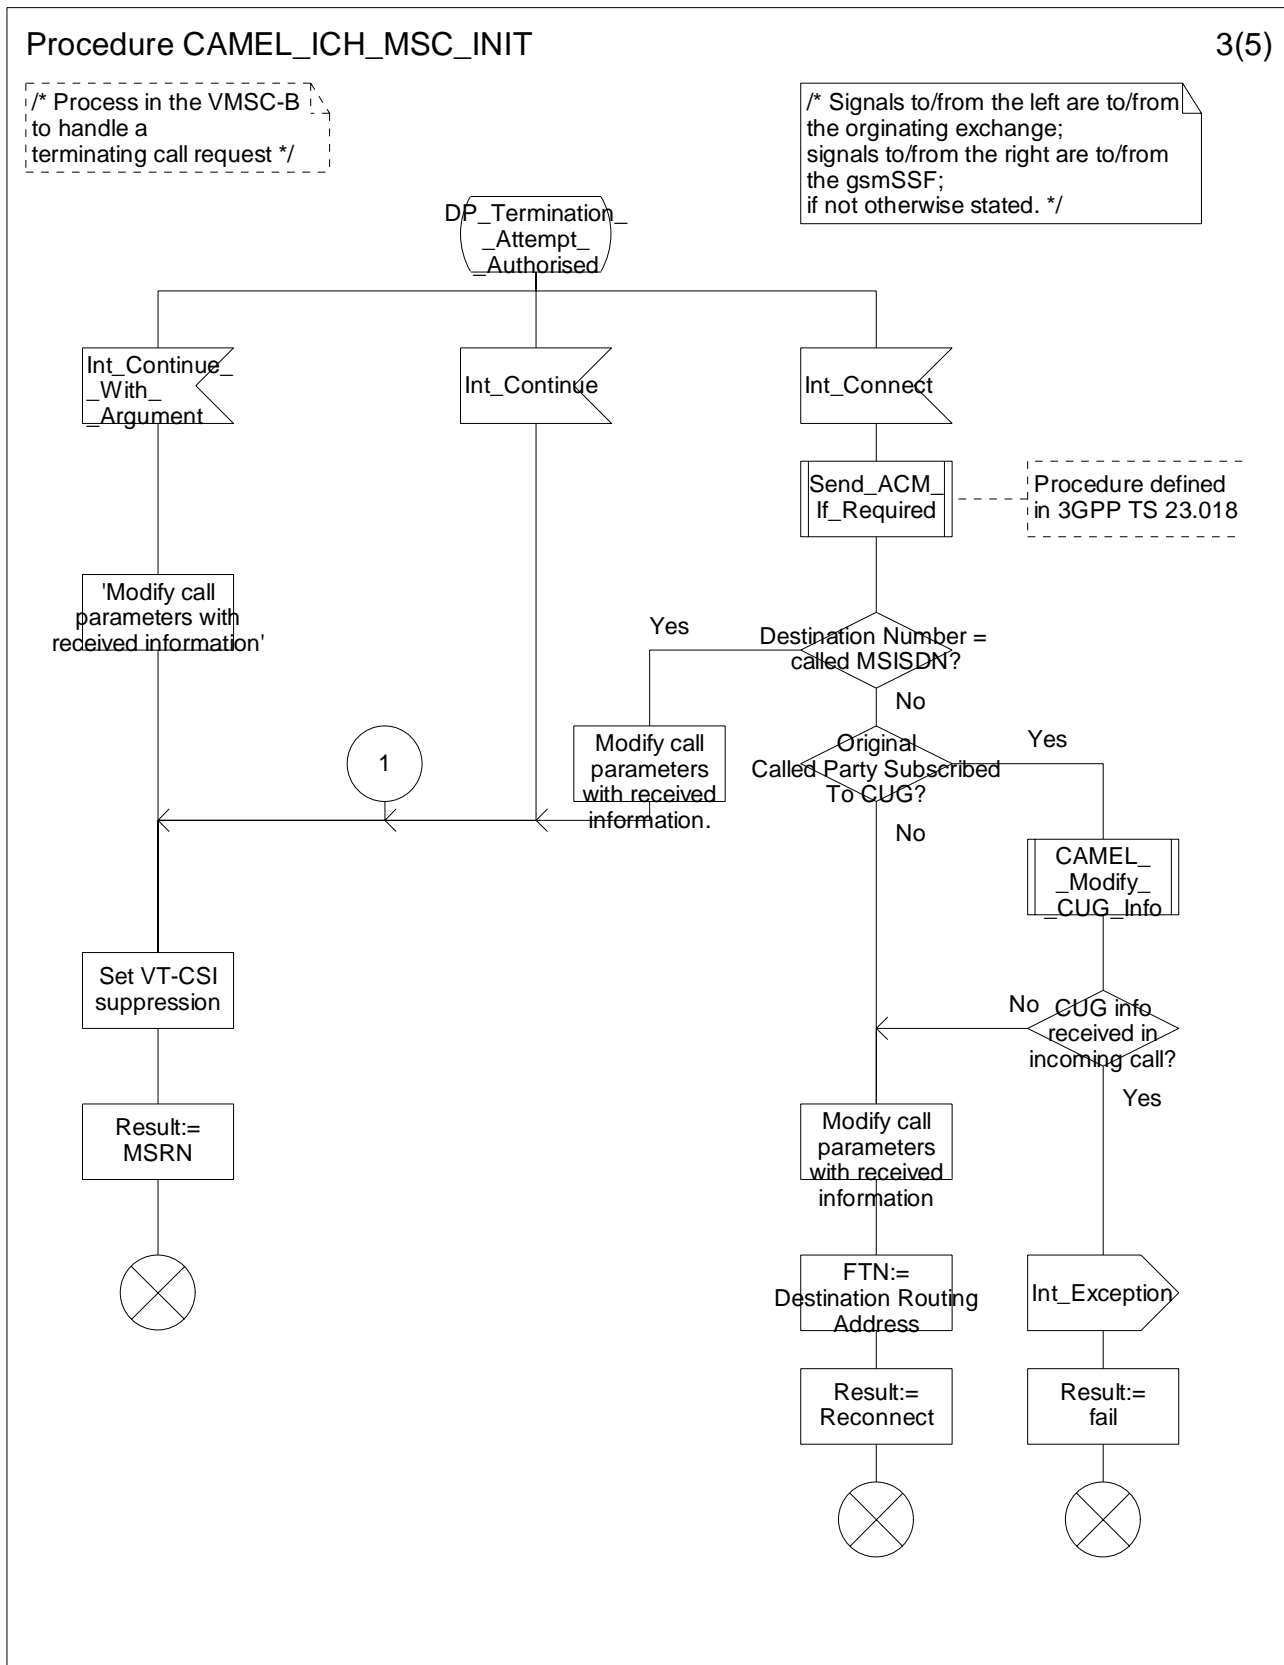 Procedure CAMEL_ICH_MSC_INIT
3(5)
/* Process in the VMSC-B
to handle a
terminating call request */
/* Signals to/from the left are to/from
the orginating exchange;
signals to/from the right are to/from
the gsmSSF;
if not otherwise stated. */
DP_Termination_
_Attempt_
_Authorised
Int_Continue_
_With_
_Argument
Int_Continue
Int_Connect
Send_ACM_
If_Required
Procedure defined
in 3GPP TS 23.018
'Modify call
parameters with
received information'
Yes
Destination Number =
called MSISDN?
No
1
Modify call
parameters
with received
information.
Original
Called Party Subscribed
To CUG?
Yes
No
CAMEL_
_Modify_
_CUG_Info
Set VT-CSI
suppression
No
CUG info
received in
incoming call?
Yes
Result:=
MSRN
Modify call
parameters
with received
information
FTN:=
Destination Routing
Address
Int_Exception
Result:=
Reconnect
Result:=
fail